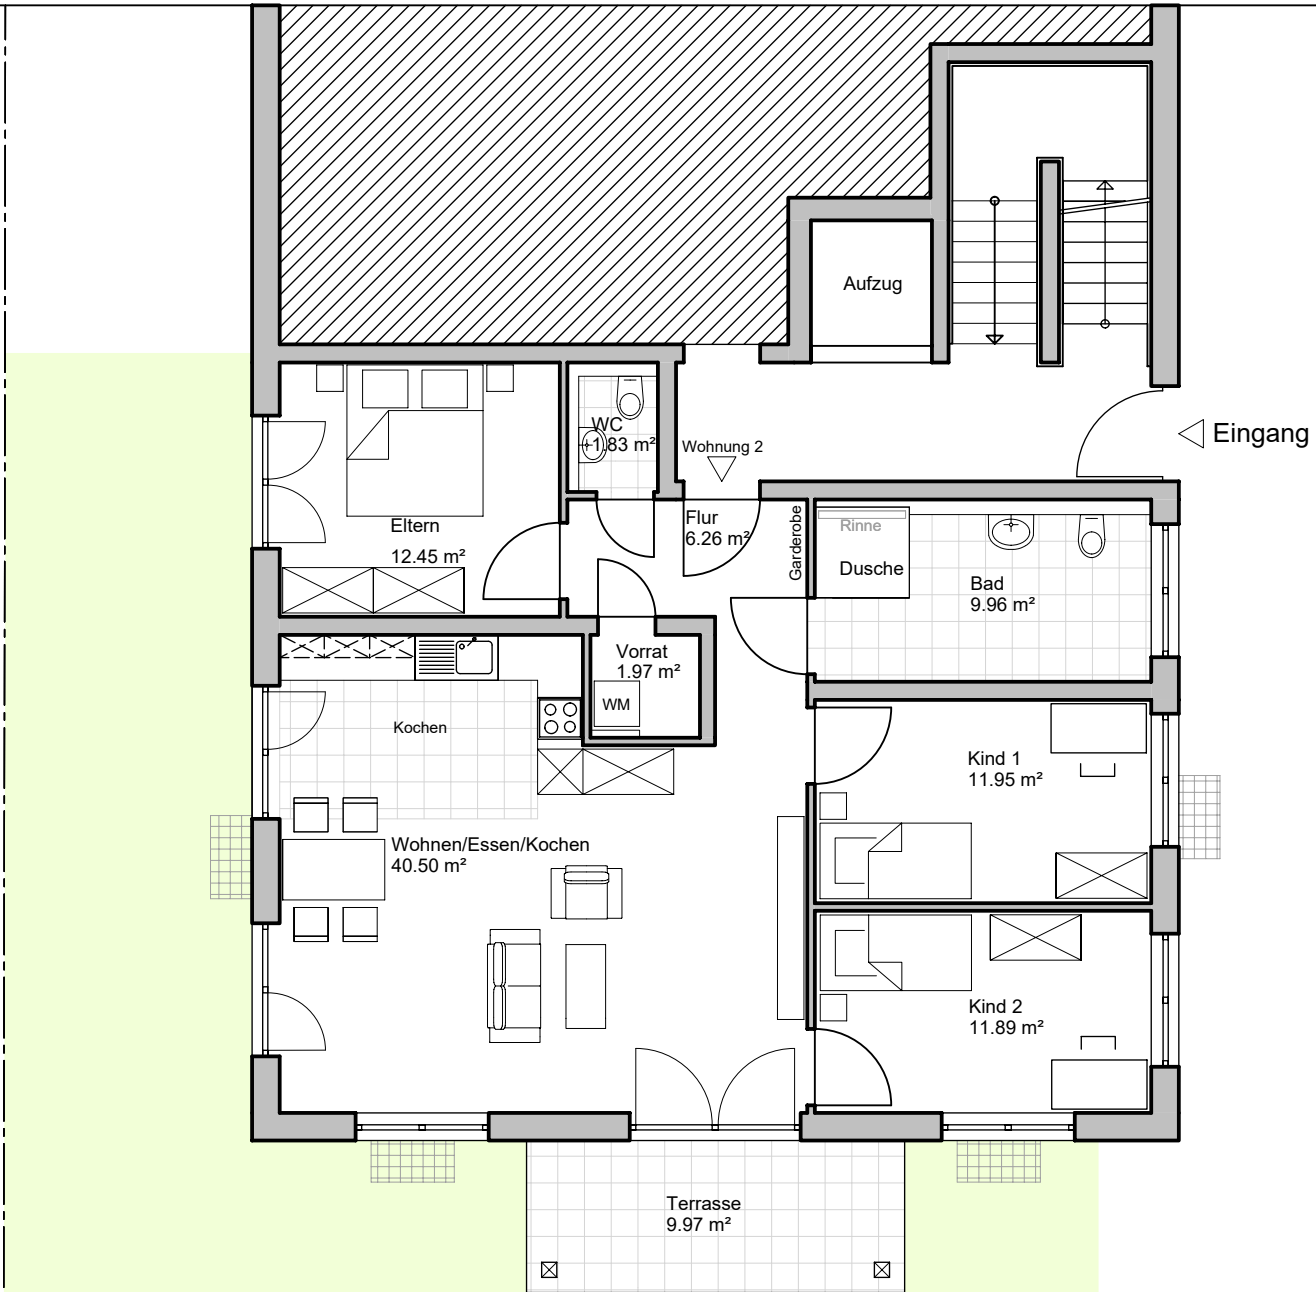 Aufzug
Eingang
WC
1.83 m²
Wohnung 2
Eltern
12.45 m²
Flur
6.26 m²
Garderobe
Rinne
Dusche
Bad
9.96 m²
Vorrat
1.97 m²
WM
Kochen
Kind 1
11.95 m²
Wohnen/Essen/Kochen
40.50 m²
Kind 2
11.89 m²
Terrasse
9.97 m²